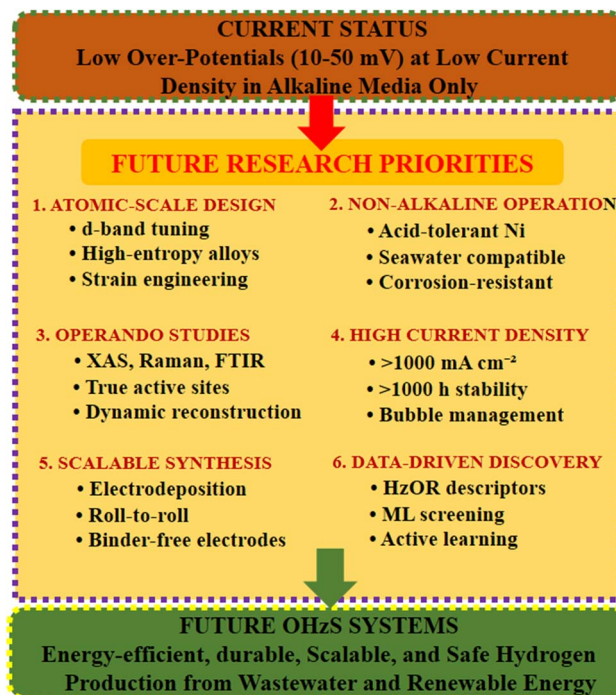 CURRENT STATUS
Low Over-Potentials (10-50 mV) at Low Current
Density in Alkaline Media Only
FUTURE RESEARCH PRIORITIES
1. ATOMIC-SCALE DESIGN
• d-band tuning
• High-entropy alloys
• Strain engineering
2. NON-ALKALINE OPERATION
• Acid-tolerant Ni
• Seawater compatible
• Corrosion-resistant
3. OPERANDO STUDIES
• XAS, Raman, FTIR
• True active sites
• Dynamic reconstruction
4. HIGH CURRENT DENSITY
• >1000 mA cm⁻²
• >1000 h stability
• Bubble management
5. SCALABLE SYNTHESIS
• Electrodeposition
• Roll-to-roll
• Binder-free electrodes
6. DATA-DRIVEN DISCOVERY
• HzOR descriptors
• ML screening
• Active learning
FUTURE OHzS SYSTEMS
Energy-efficient, durable, Scalable, and Safe Hydrogen
Production from Wastewater and Renewable Energy